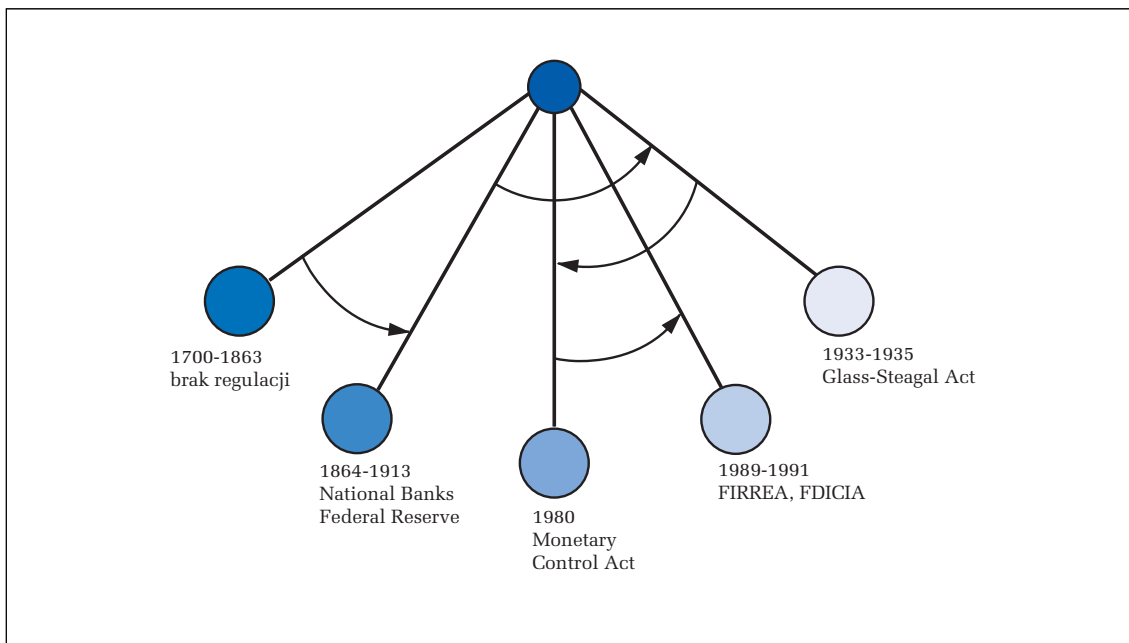 1700-1863
brak regulacji
1864-1913
National Banks
Federal Reserve
1980
Monetary
Control Act
1989-1991
FIRREA, FDICIA
1933-1935
Glass-Steagal Act